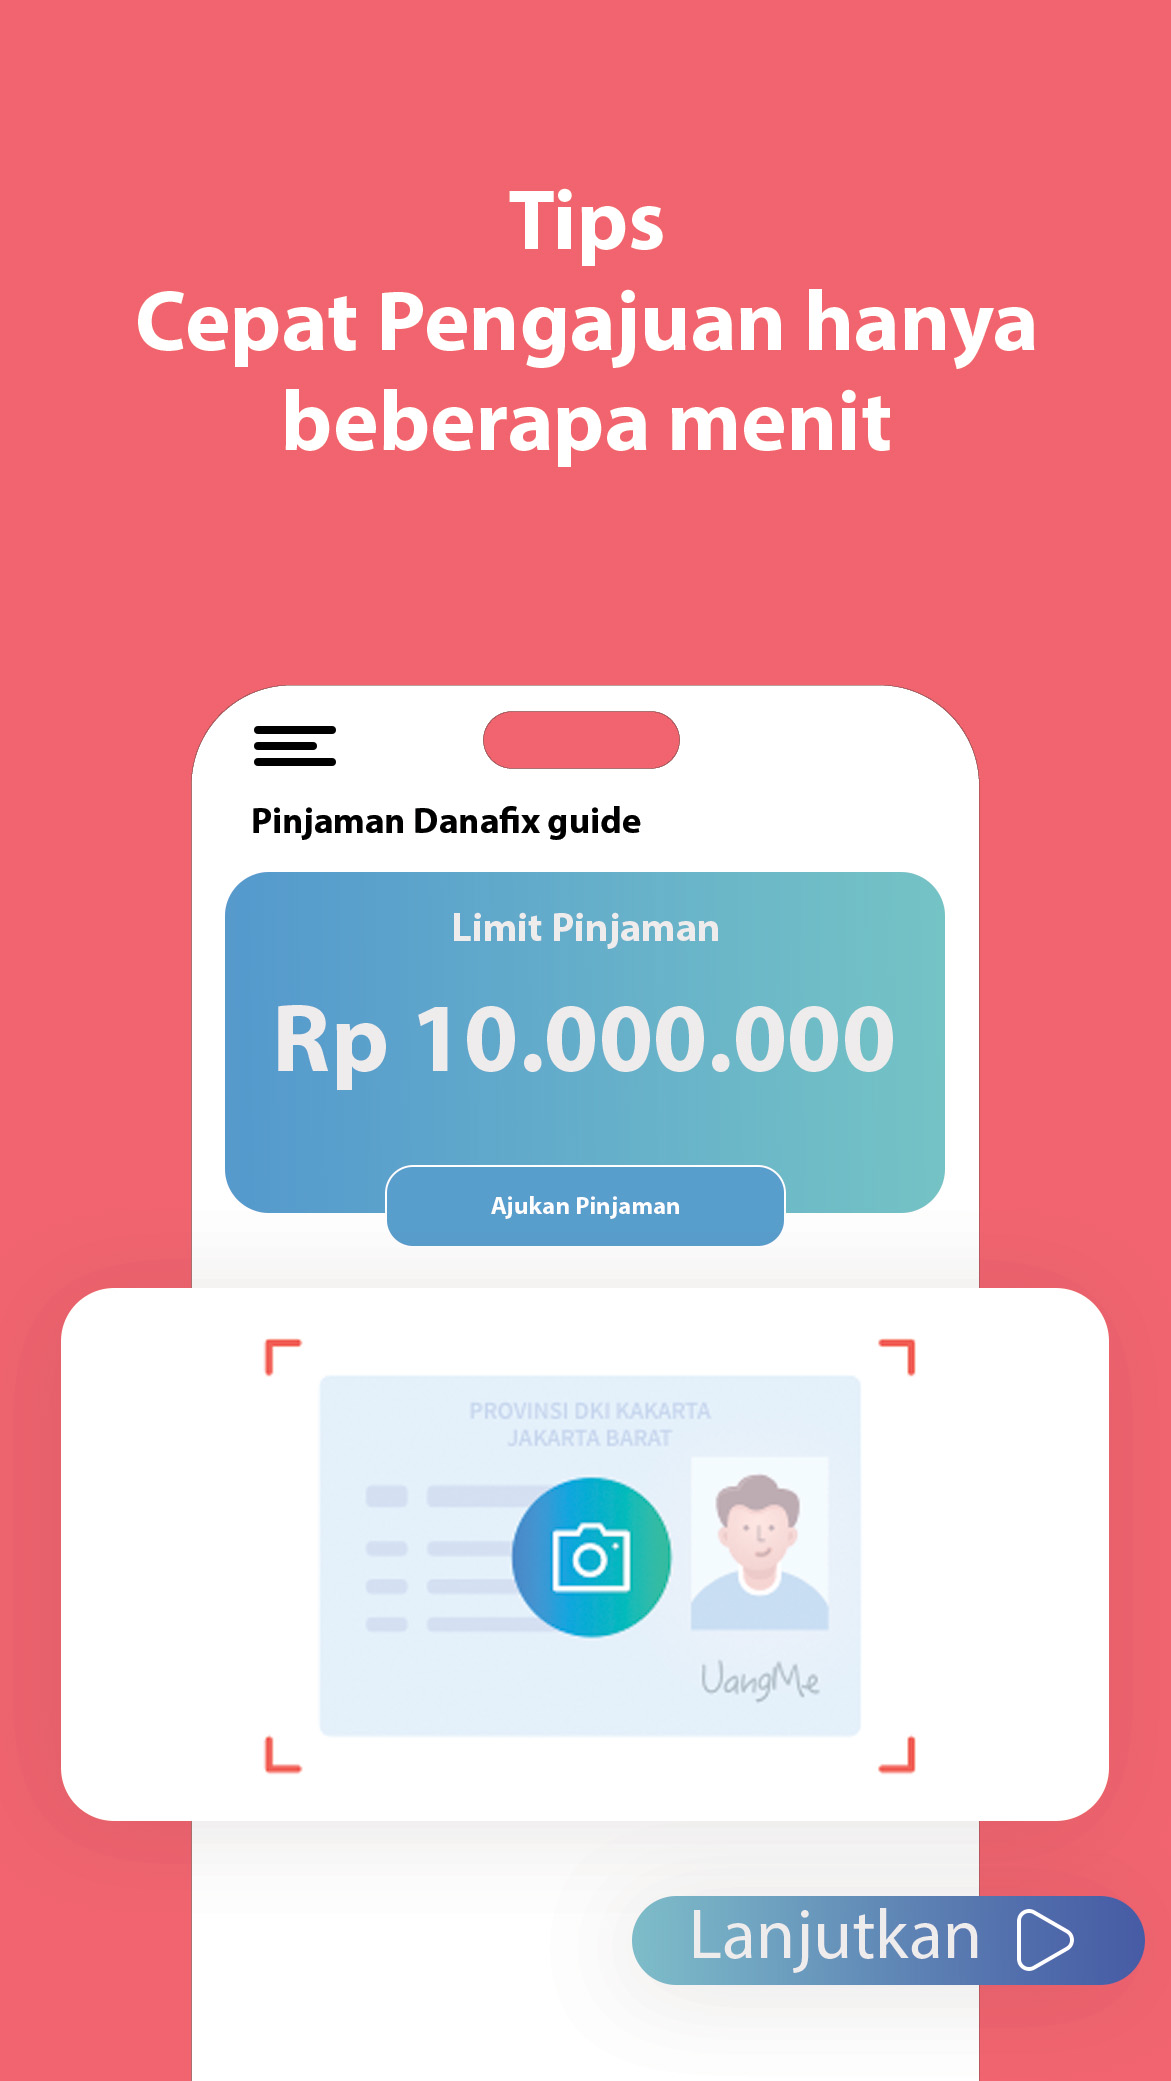 Tips
Cepat Pengajuan hanya
beberapa menit
Pinjaman Danafix guide
Limit Pinjaman
Rp 10.000.000
Ajukan Pinjaman
PROVINSI DKI KAKARTA
JAKARTA BARAT
UangMe
Lanjutkan